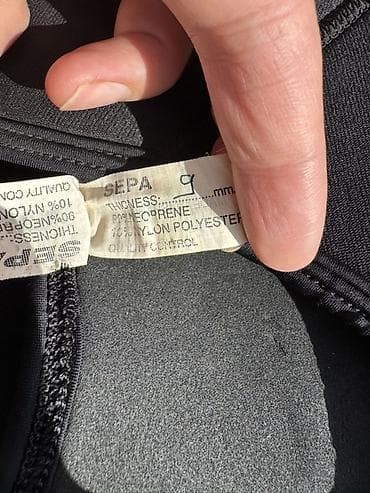 SEPA
THICKNESS:....9....mm.
90%NEOPRENE
10%NYLON POLYESTER
QUALITY CONTROL
SEPA
THICKNESS:..
90%NEOPRE
10% NYLON
QUALITY CON